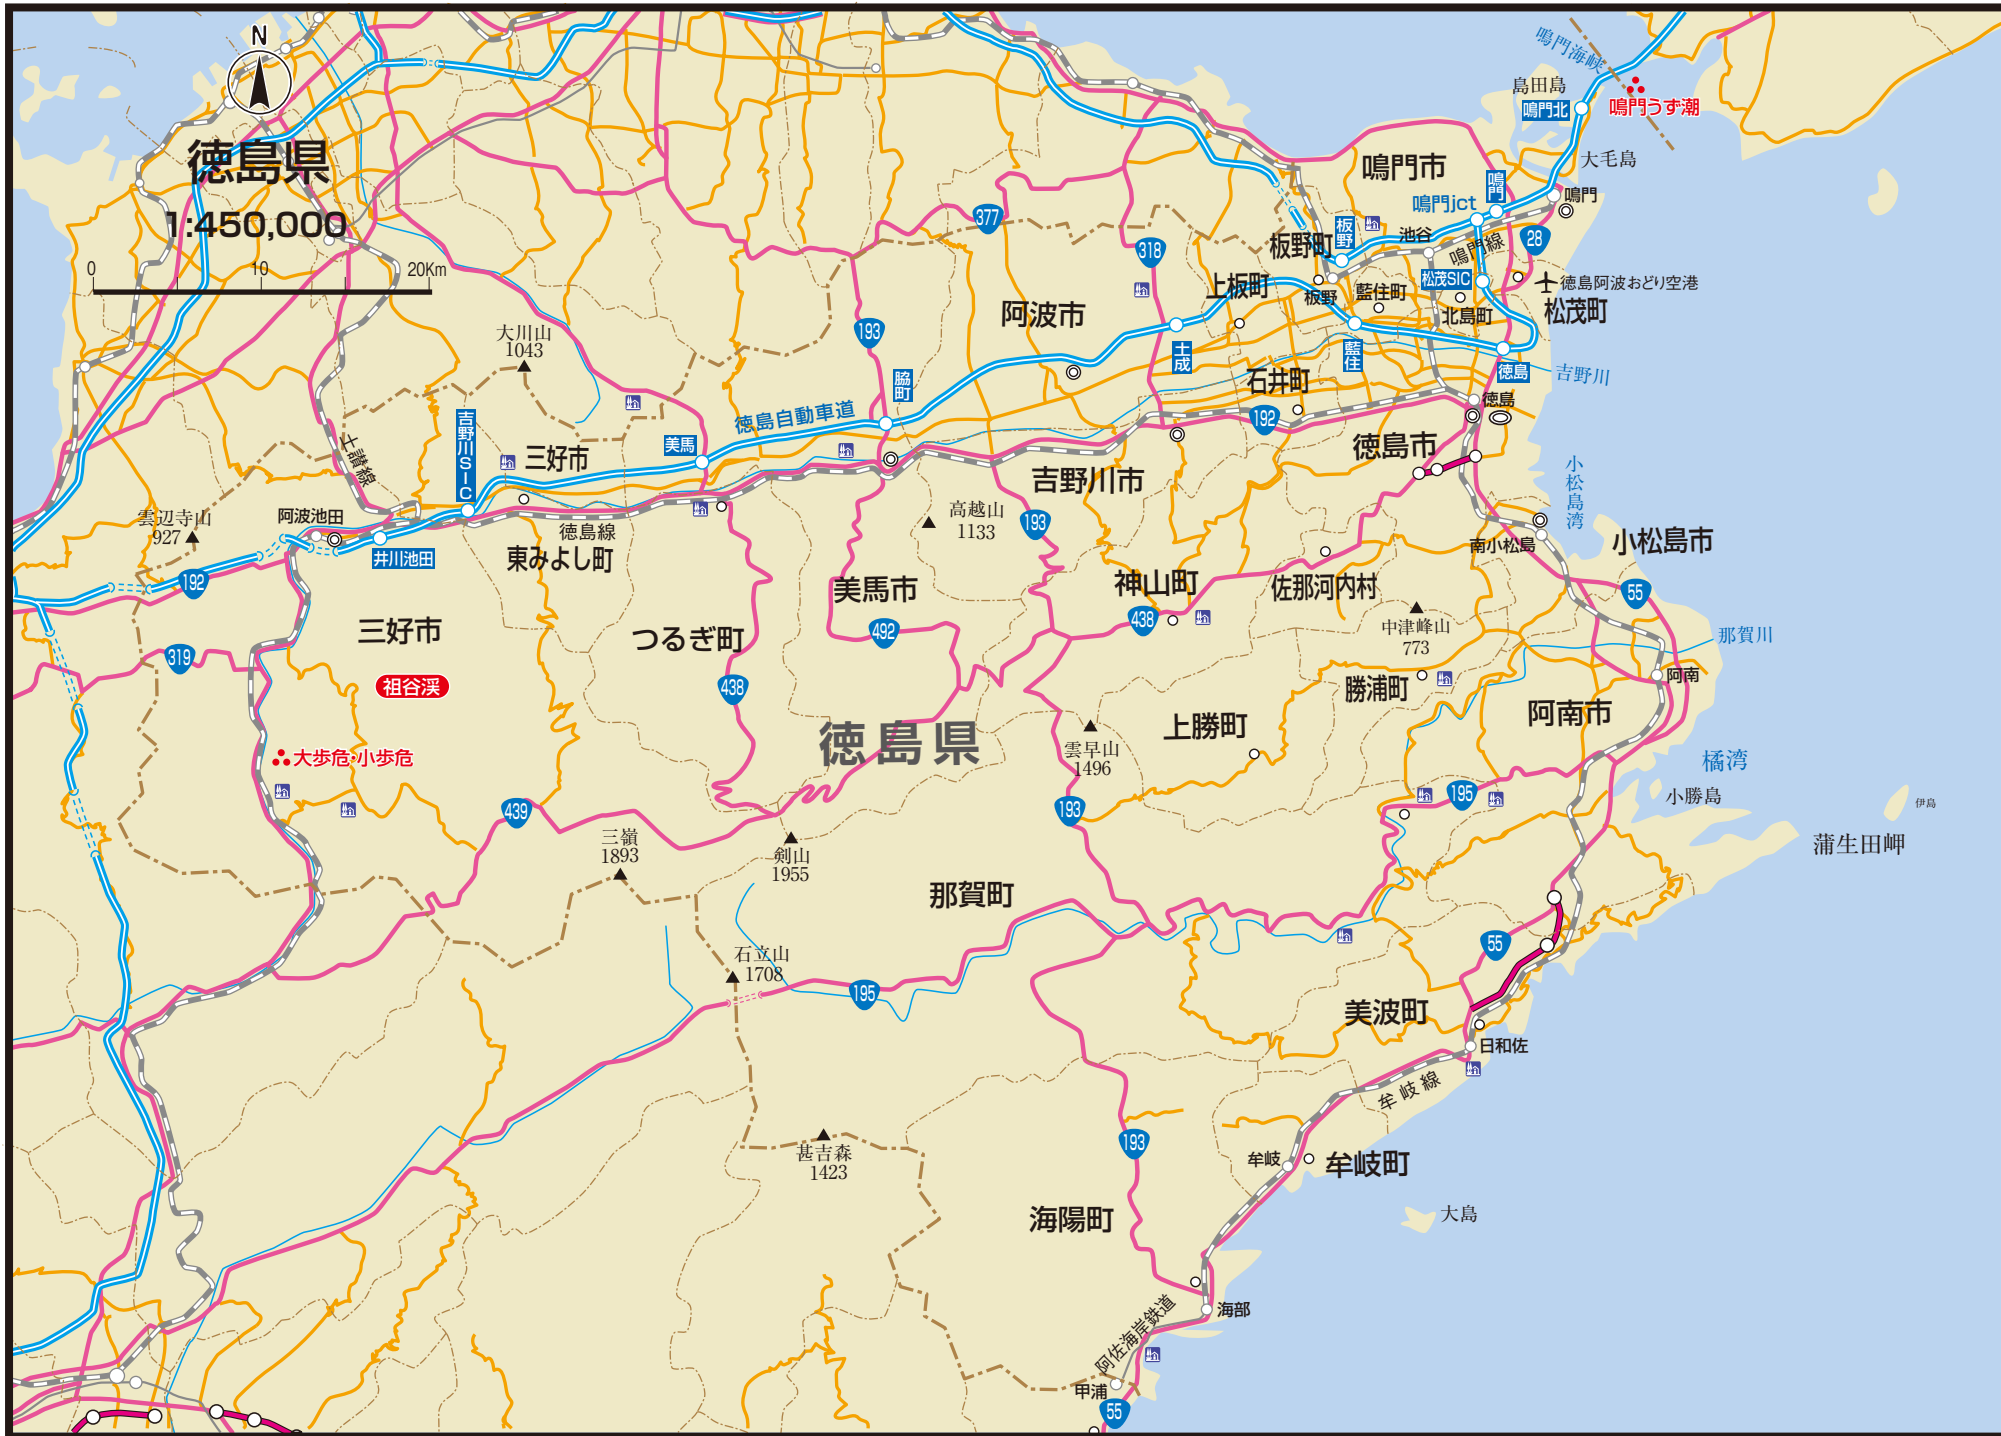 N
徳島県
1:450,000
0 10 20Km
鳴門海峡
島田島
鳴門北
鳴門うず潮
大毛島
鳴門市
鳴門
鳴門jct
鳴門
板野
池谷
鳴門線
28
377
318
板野町
上板町
板野
藍住町
松茂SIC
北島町
徳島阿波おどり空港
松茂町
阿波市
193
大川山
1043
脇町
土成
藍住
徳島
吉野川
石井町
徳島
192
徳島自動車道
美馬
吉野川SIC
三好市
土讃線
徳島市
吉野川市
小松島湾
雲辺寺山
927
阿波池田
井川池田
徳島線
東みよし町
高越山
1133
193
南小松島
小松島市
192
美馬市
神山町
佐那河内村
55
三好市
つるぎ町
492
438
中津峰山
773
那賀川
319
祖谷渓
438
勝浦町
阿南
阿南市
徳島県
上勝町
雲早山
1496
大歩危・小歩危
橘湾
小勝島
伊島
439
193
195
三嶺
1893
剣山
1955
蒲生田岬
那賀町
石立山
1708
195
55
美波町
日和佐
牟岐線
甚吉森
1423
193
牟岐
牟岐町
海陽町
大島
海部
阿佐海岸鉄道
甲浦
55